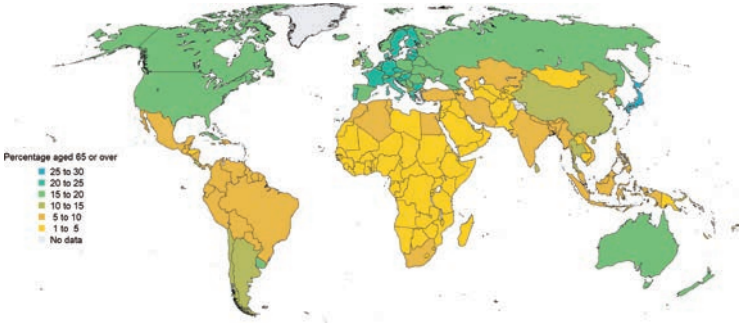 Percentage aged 65 or over
25 to 30
20 to 25
15 to 20
10 to 15
5 to 10
1 to 5
No data